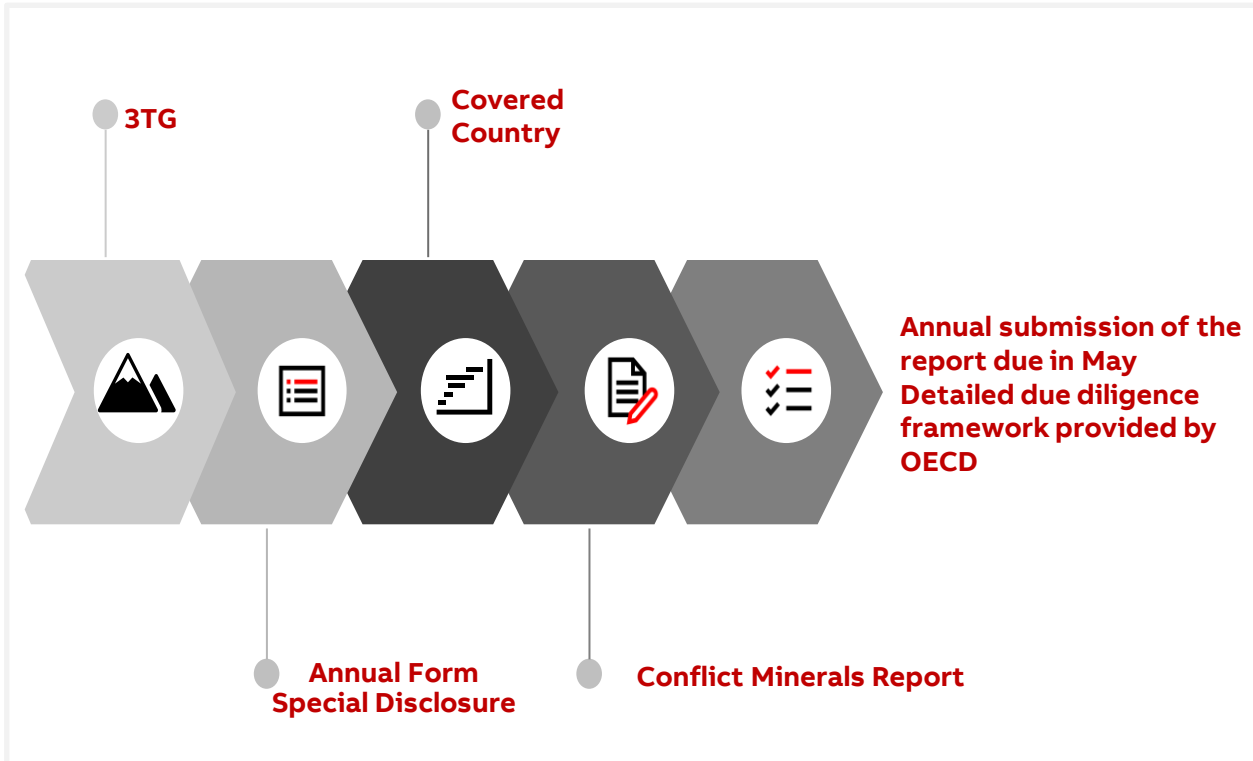 3TG
Covered
Country
Annual submission of the
report due in May
Detailed due diligence
framework provided by
OECD
Annual Form
Special Disclosure
Conflict Minerals Report